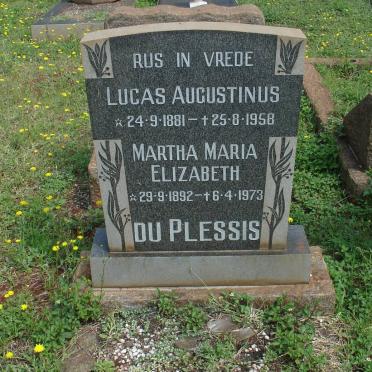 RUS IN VREDE
LUCAS AUGUSTINUS
☆24-9-1881-✝25-8-1958
MARTHA MARIA
ELIZABETH
☆29-9-1892-✝6-4-1973
DU PLESSIS